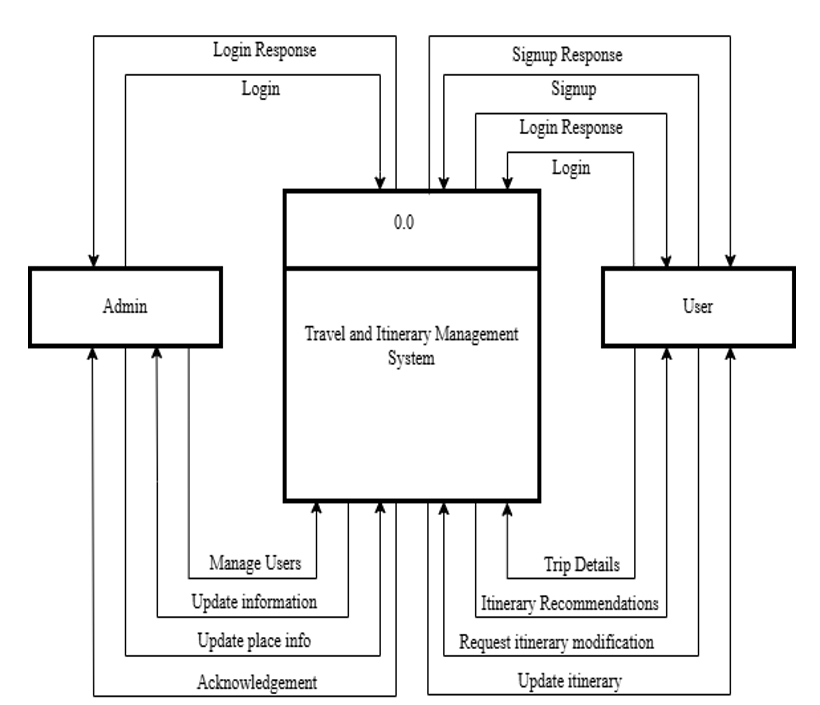 Login Response
Signup Response
Login
Signup
Login Response
Login
0.0
Admin
Travel and Itinerary Management
System
User
Manage Users
Trip Details
Update information
Itinerary Recommendations
Update place info
Request itinerary modification
Acknowledgement
Update itinerary